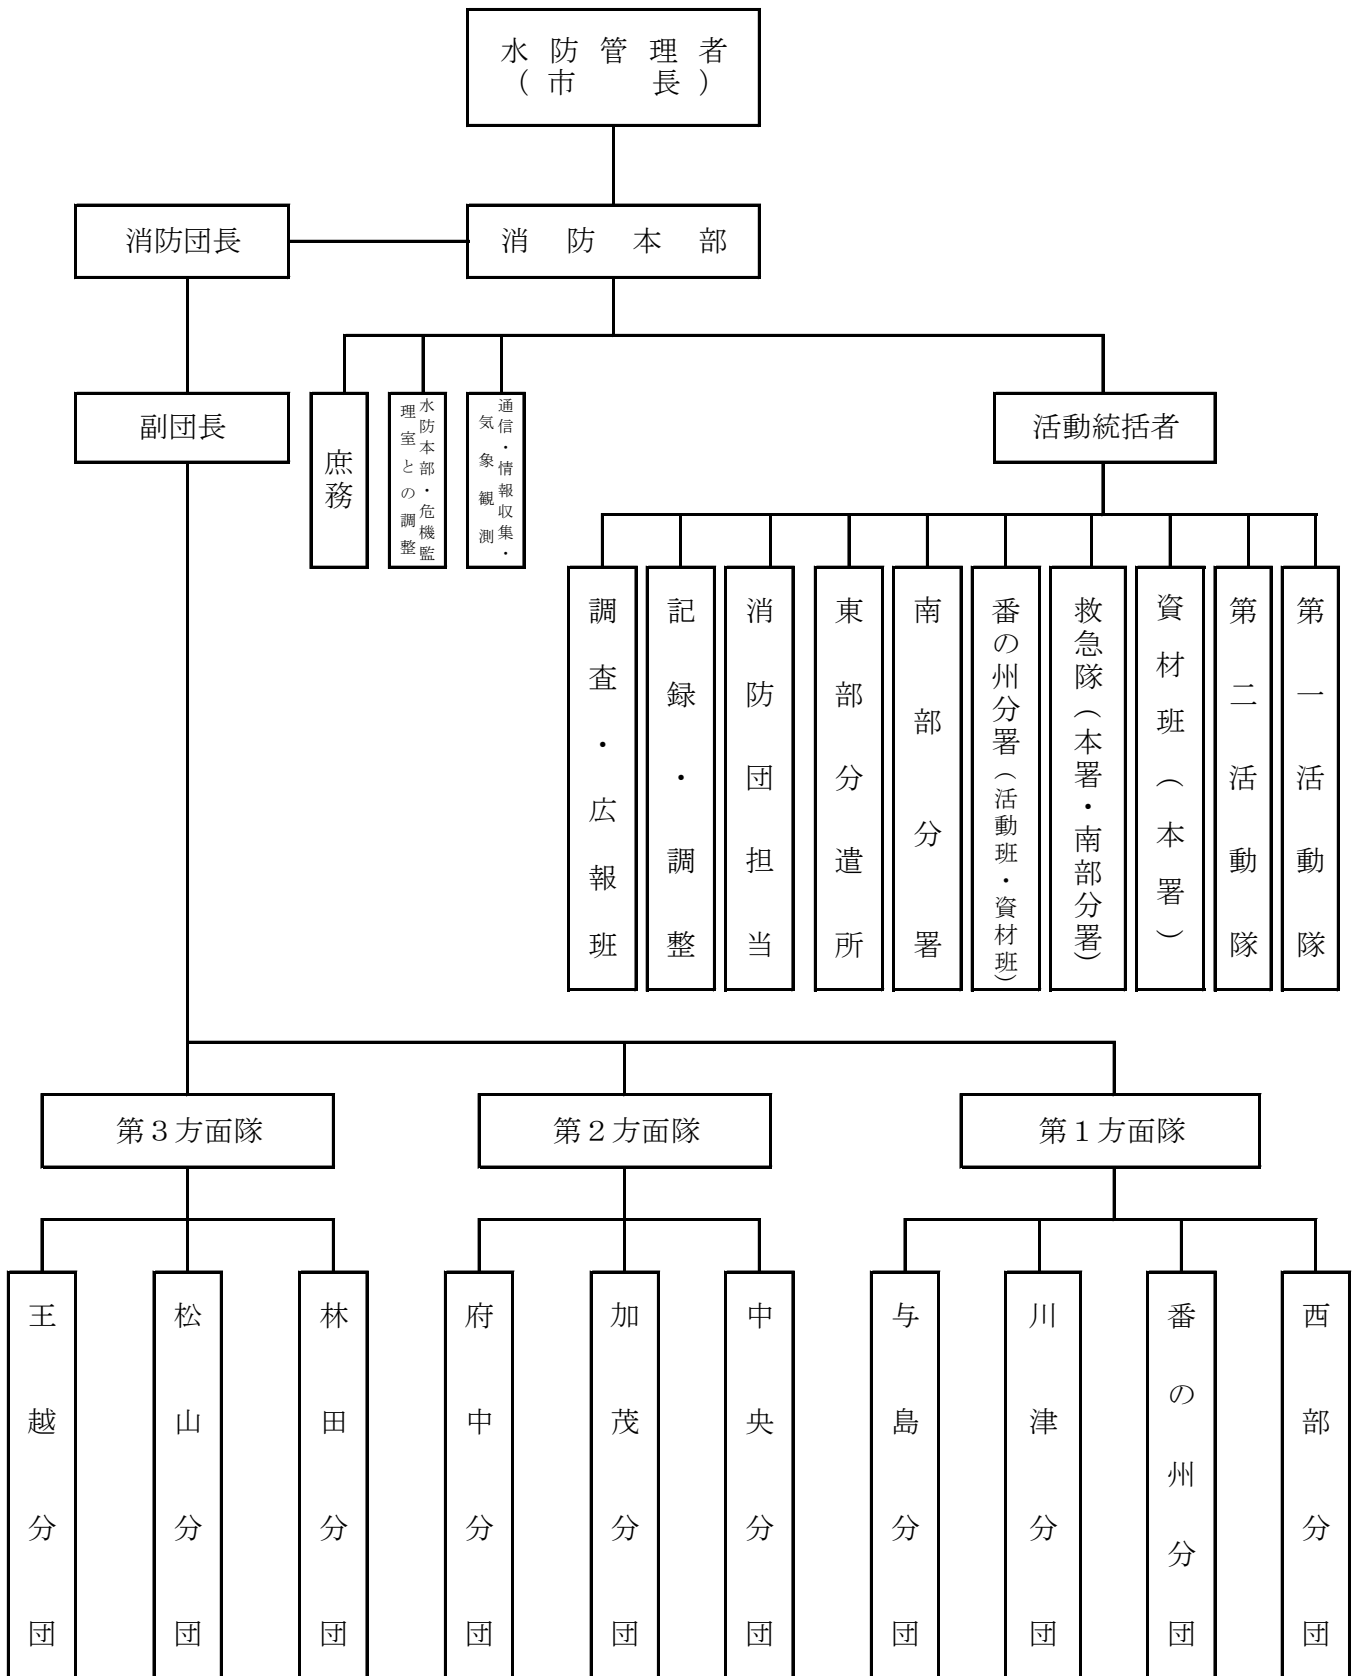 水防管理者
(市長)
消防団長
消防本部
副団長
庶務
水防本部・危機監
理室との調整
通信・情報収集・
気象観測
活動統括者
調査・広報班
記録・調整
消防団担当
東部分遣所
南部分署
番の州分署(活動班・資材班)
救急隊(本署・南部分署)
資材班(本署)
第二活動隊
第一活動隊
第3方面隊
第2方面隊
第1方面隊
王越分団
松山分団
林田分団
府中分団
加茂分団
中央分団
与島分団
川津分団
番の州分団
西部分団